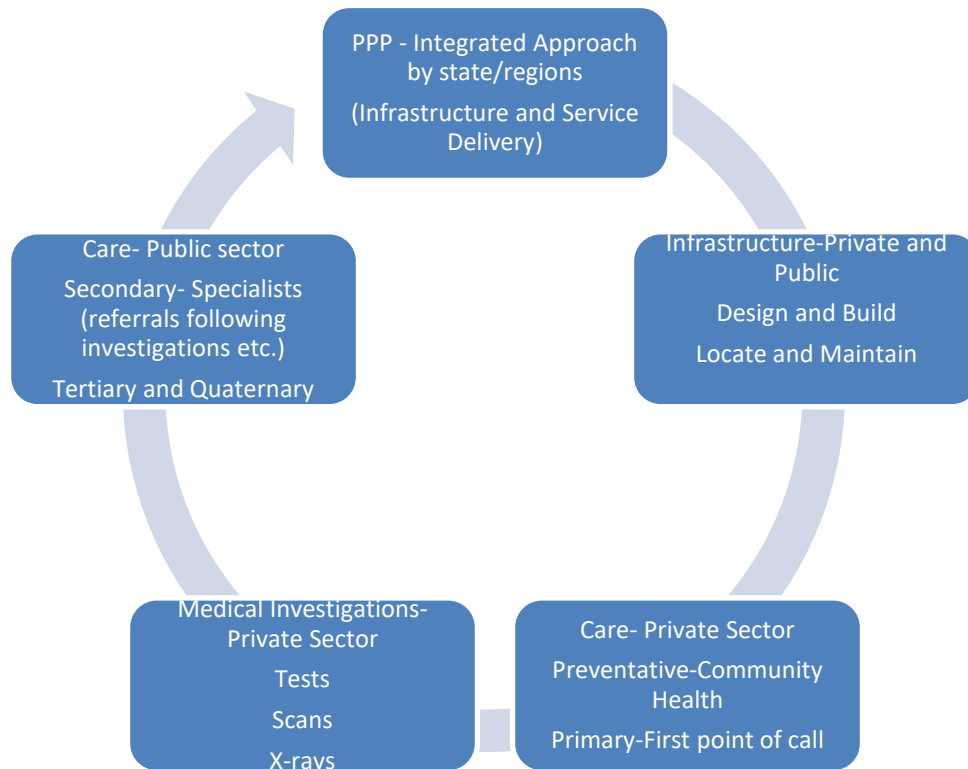 PPP - Integrated Approach
by state/regions
(Infrastructure and Service
Delivery)
Infrastructure-Private and
Public
Design and Build
Locate and Maintain
Care- Private Sector
Preventative-Community
Health
Primary-First point of call
Medical Investigations-
Private Sector
Tests
Scans
X-rays
Care- Public sector
Secondary- Specialists
(referrals following
investigations etc.)
Tertiary and Quaternary